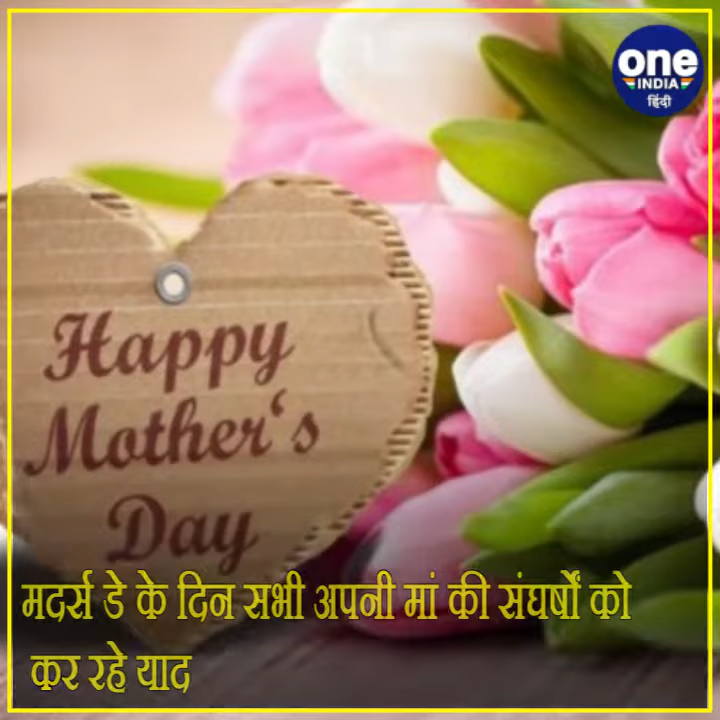 one
INDIA
हिंदी
Happy
Mother's
Day
मदर्स डे के दिन सभी अपनी मां की संघर्षों को
कर रहे याद